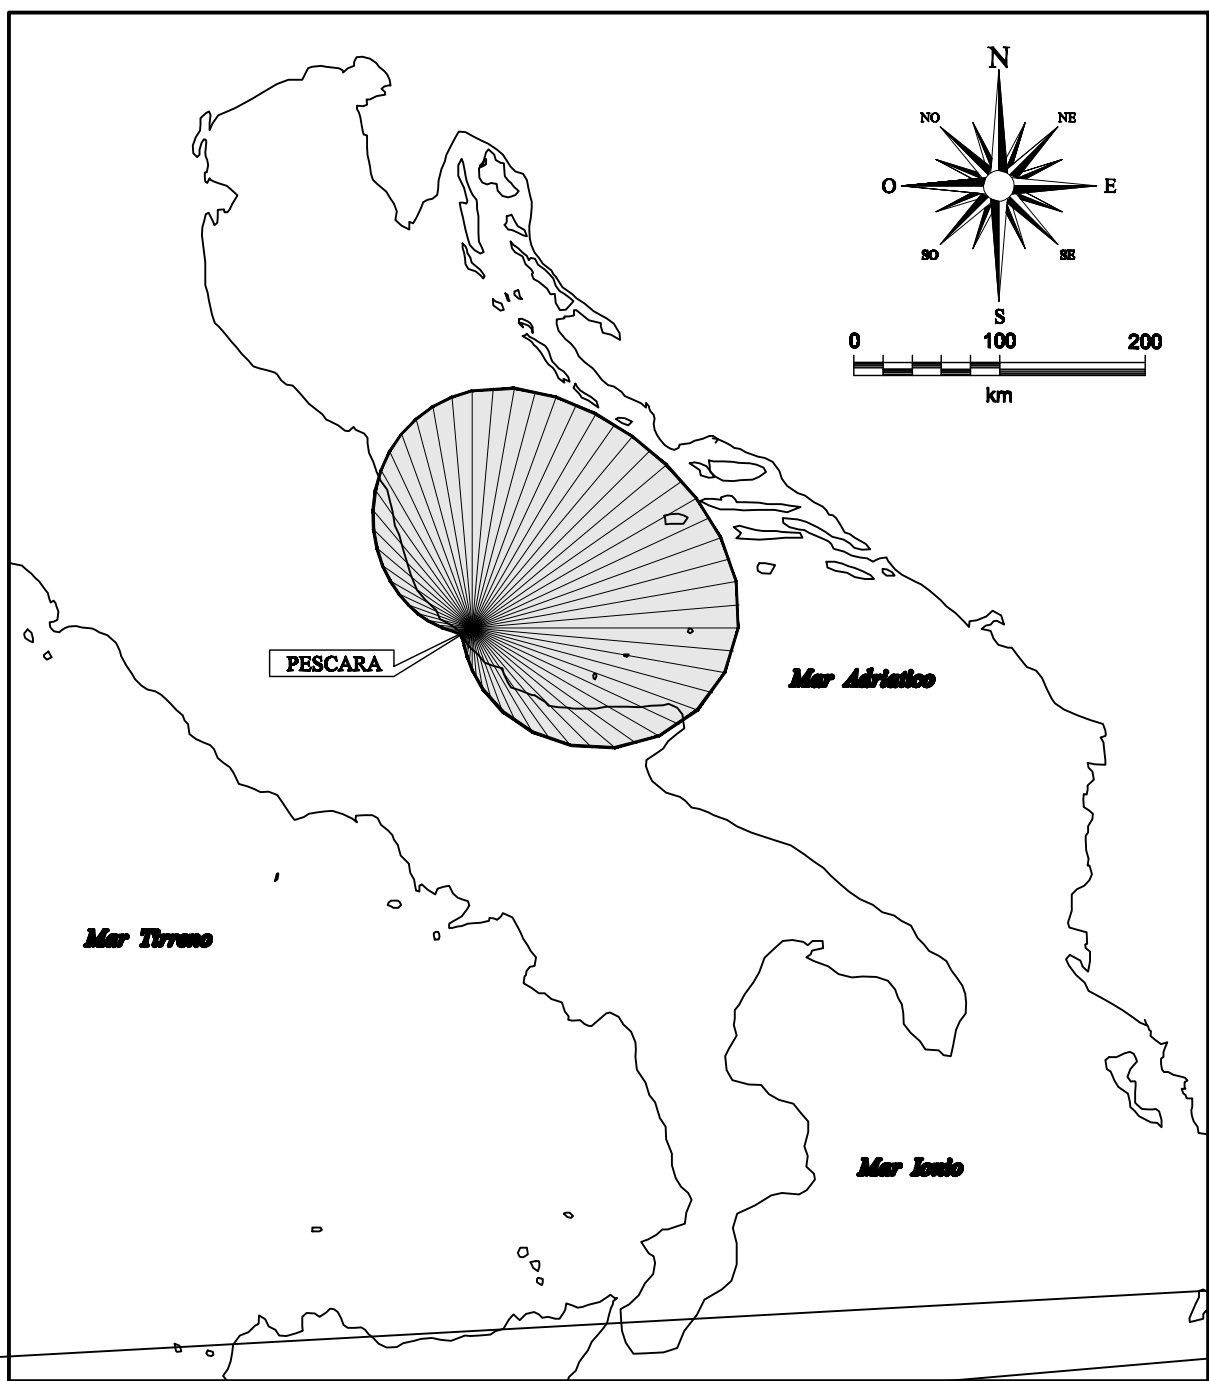 N
NO NE
O E
SO SE
S
0 100 200
km
PESCARA
Mar Adriatico
Mar Tirreno
Mar Ionio